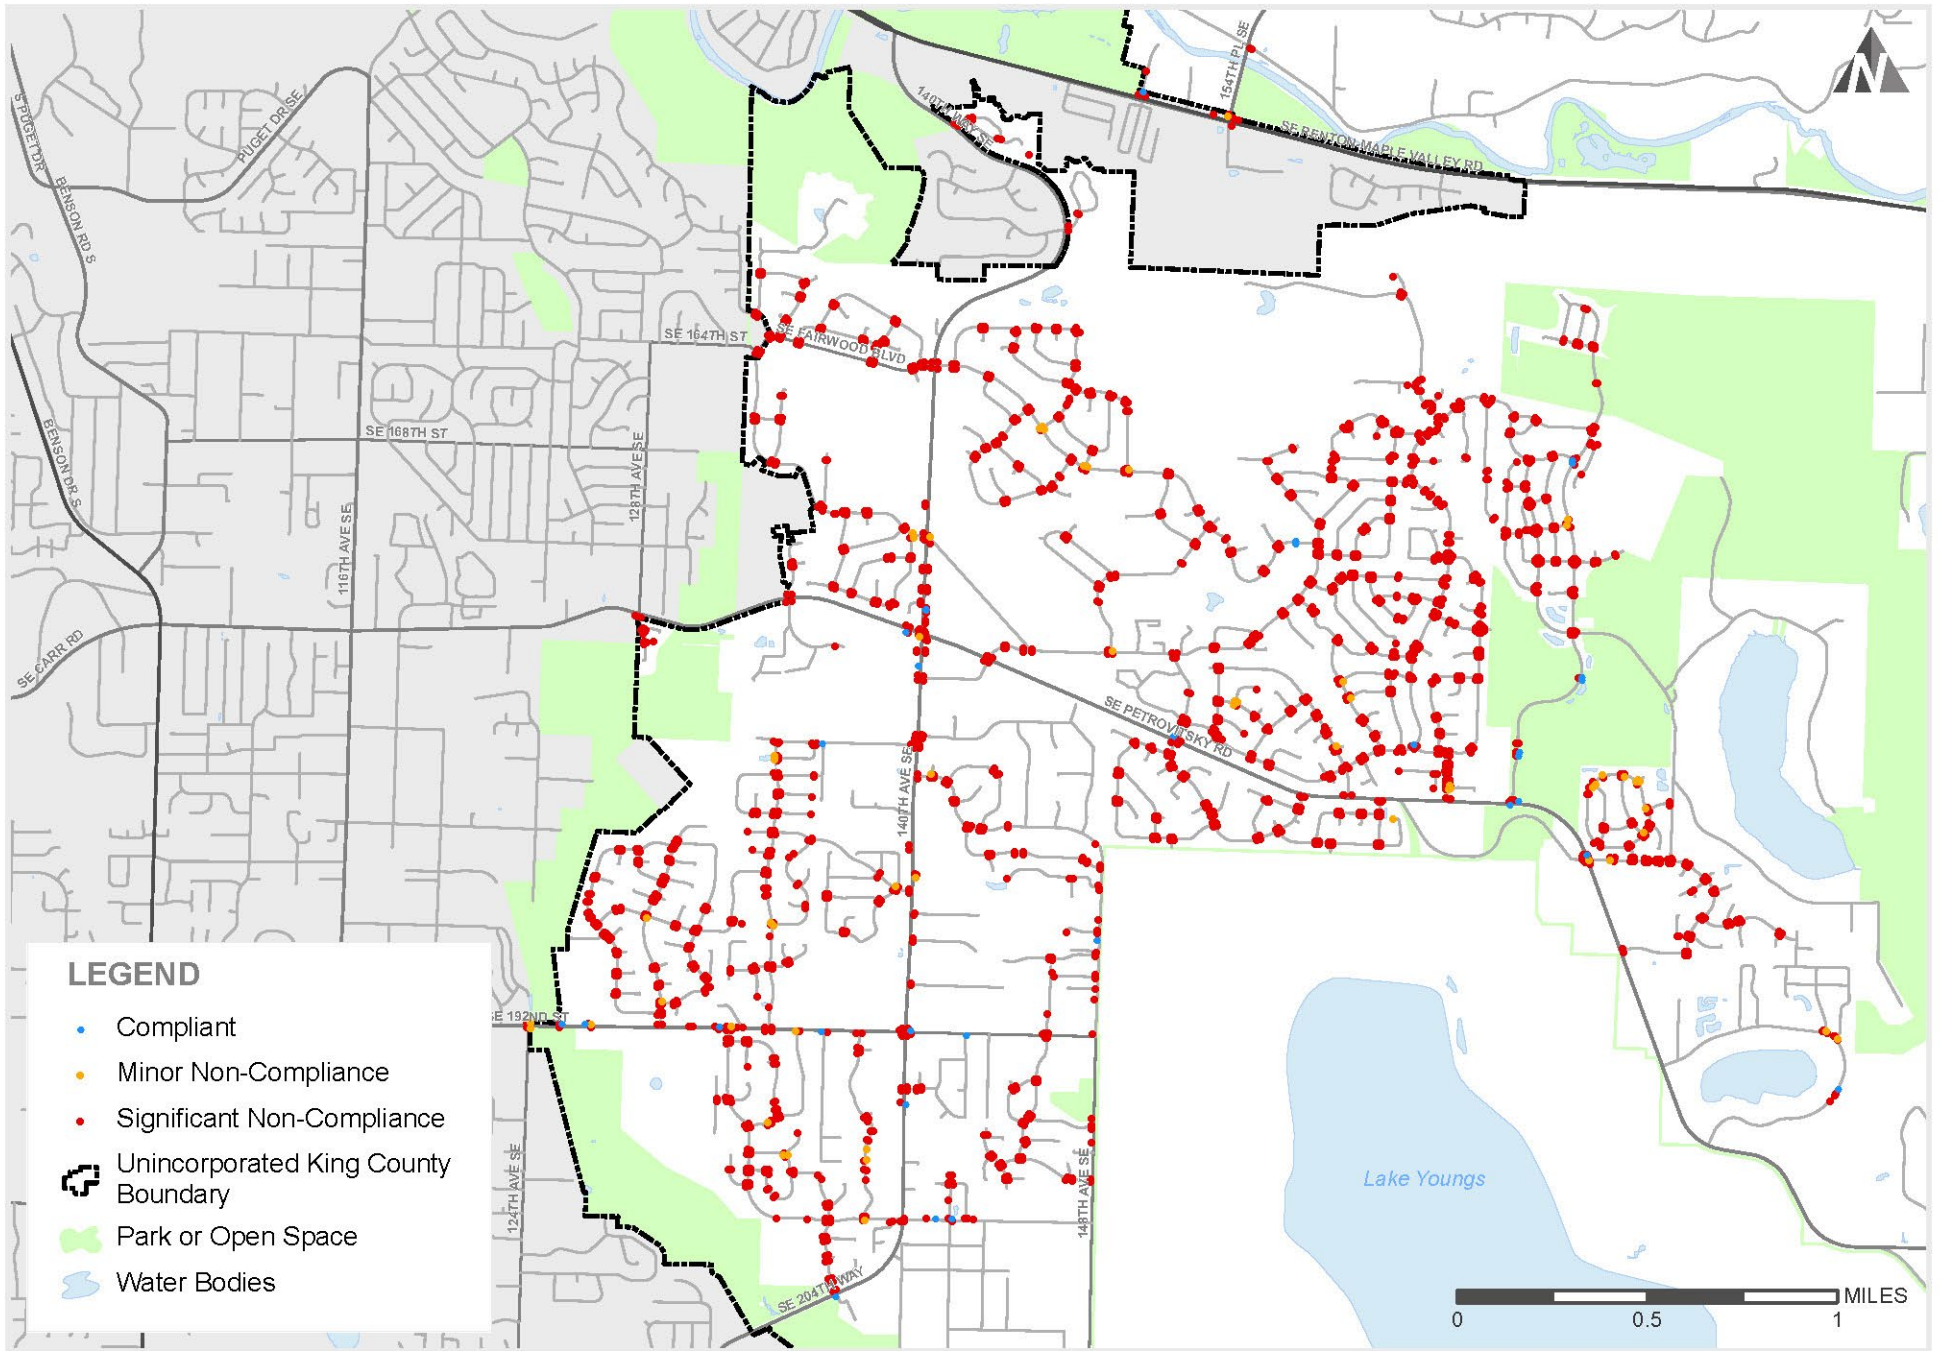 154TH PL SE
N
S PUGET DR
PUGET DR SE
140TH WAY SE
SE RENTON-MAPLE VALLEY RD
BENSON RD S
SE 164TH ST
SE FAIRWOOD BLVD
BENSON DR S
SE 168TH ST
128TH AVE SE
116TH AVE SE
SE CARR RD
SE PETROVITSKY RD
140TH AVE SE
LEGEND
Compliant
Minor Non-Compliance
Significant Non-Compliance
Unincorporated King County
Boundary
Park or Open Space
Water Bodies
SE 192ND ST
124TH AVE SE
148TH AVE SE
SE 204TH WAY
Lake Youngs
MILES
0 0.5 1